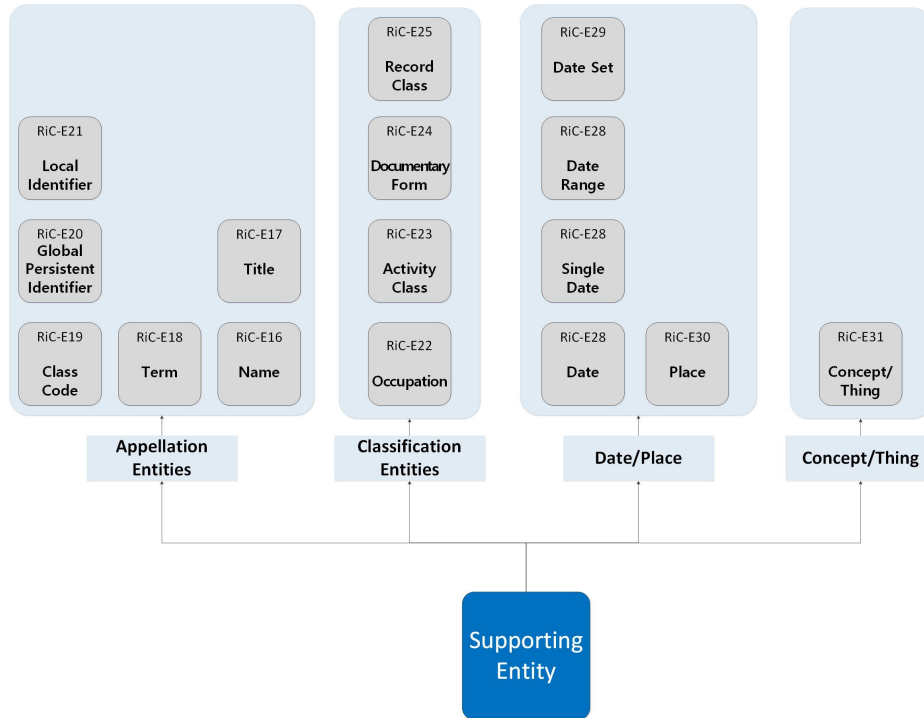 RiC-E25
Record
Class
RiC-E29
Date Set
RiC-E21
Local
Identifier
RiC-E24
Documentary
Form
RiC-E28
Date
Range
RiC-E20
Global
Persistent
Identifier
RiC-E17
Title
RiC-E23
Activity
Class
RiC-E28
Single
Date
RiC-E19
Class
Code
RiC-E18
Term
RiC-E16
Name
RiC-E22
Occupation
RiC-E28
Date
RiC-E30
Place
RiC-E31
Concept/
Thing
Appellation
Entities
Classification
Entities
Date/Place
Concept/Thing
Supporting
Entity